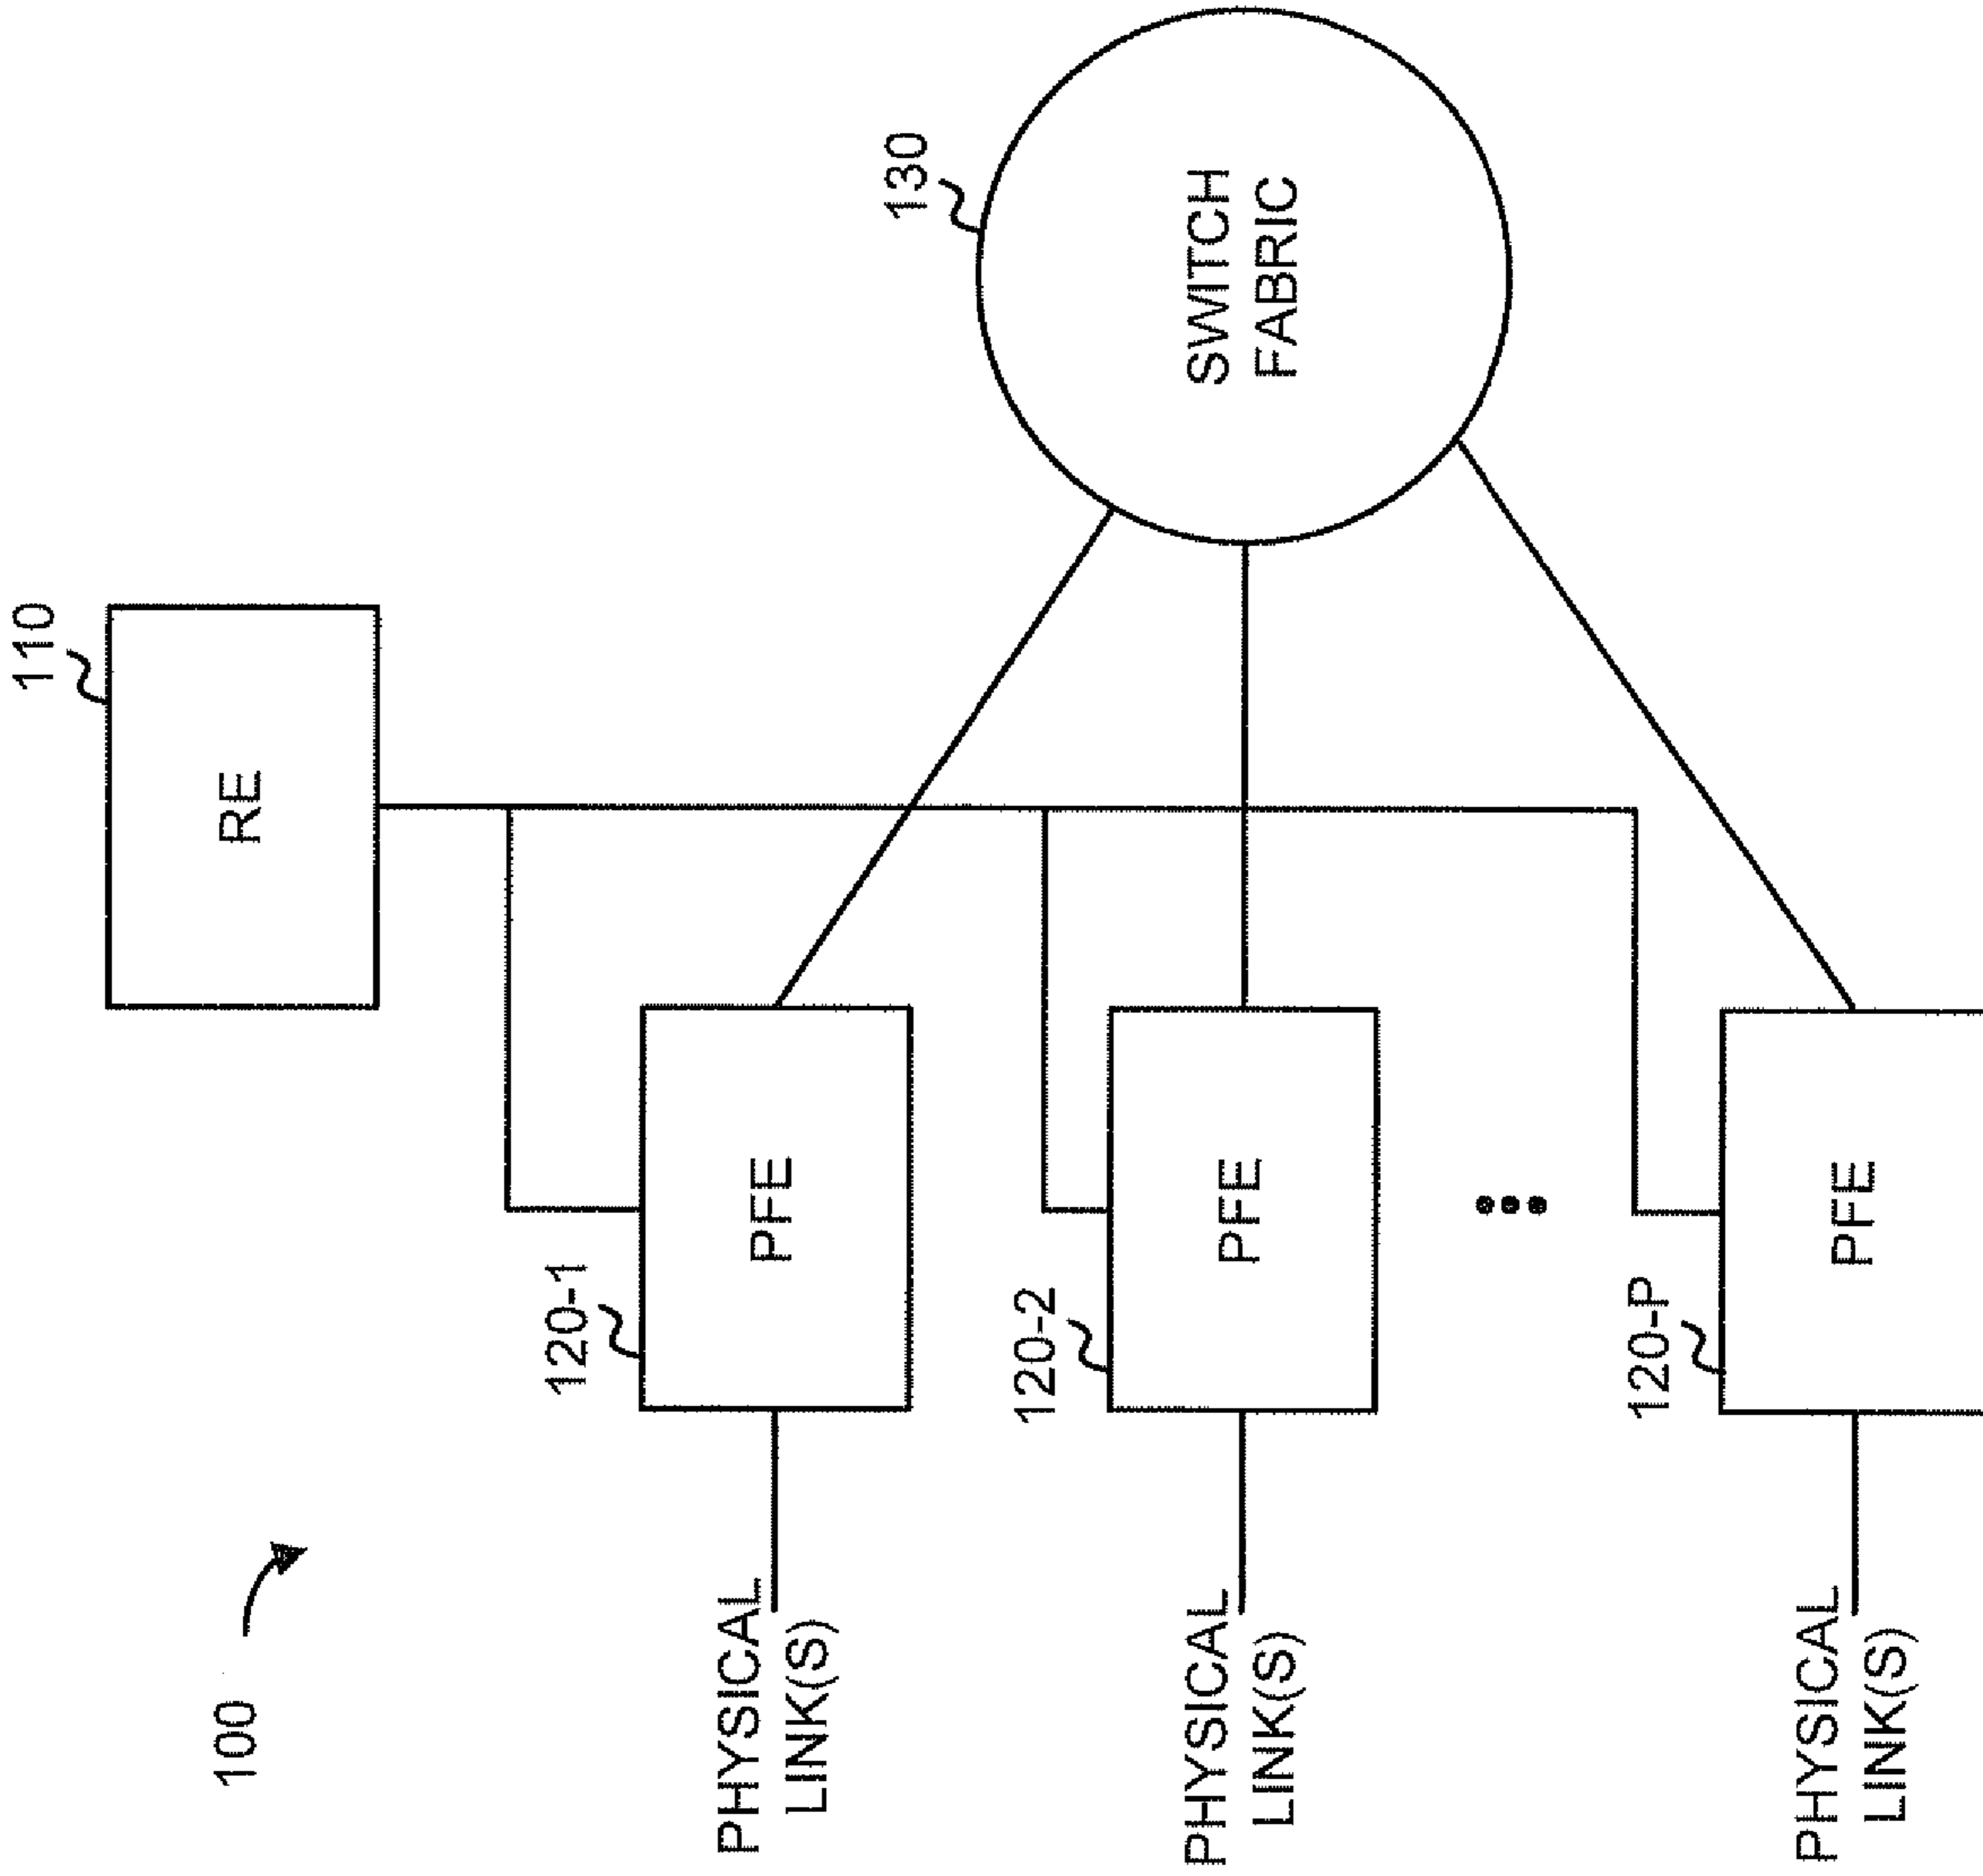 100
110
RE
130
SWITCH
FABRIC
120-1
PFE
PHYSICAL
LINK(S)
120-2
PFE
PHYSICAL
LINK(S)
120-P
PFE
PHYSICAL
LINK(S)